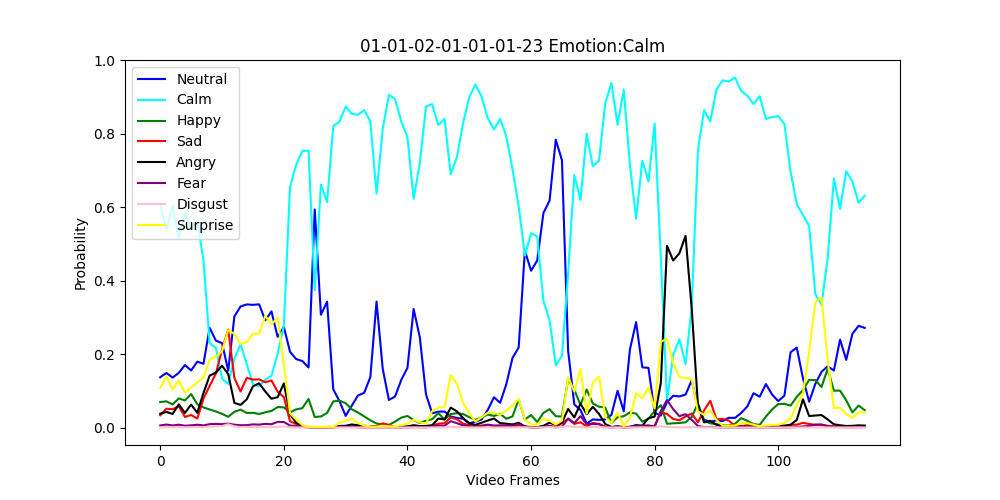 01-01-02-01-01-01-23 Emotion:Calm
1.0
0.8
0.6
0.4
0.2
0.0
Probability
Neutral
Calm
Happy
Sad
Angry
Fear
Disgust
Surprise
0 20 40 60 80 100
Video Frames